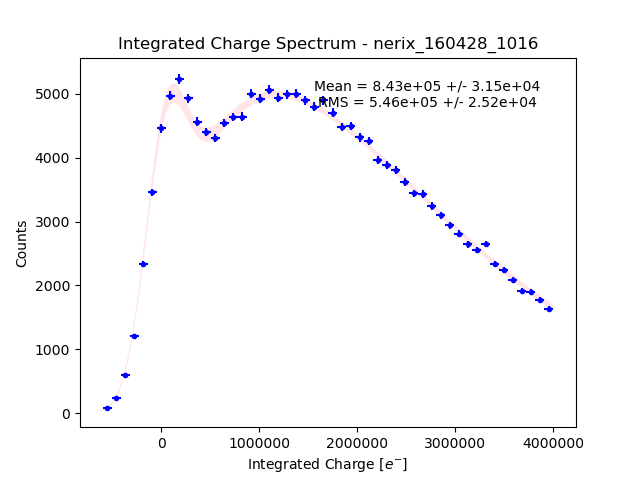 Integrated Charge Spectrum - nerix_160428_1016
Mean = 8.43e+05 +/- 3.15e+04
RMS = 5.46e+05 +/- 2.52e+04
Counts
5000
4000
3000
2000
1000
0
0 1000000 2000000 3000000 4000000
Integrated Charge [e⁻]